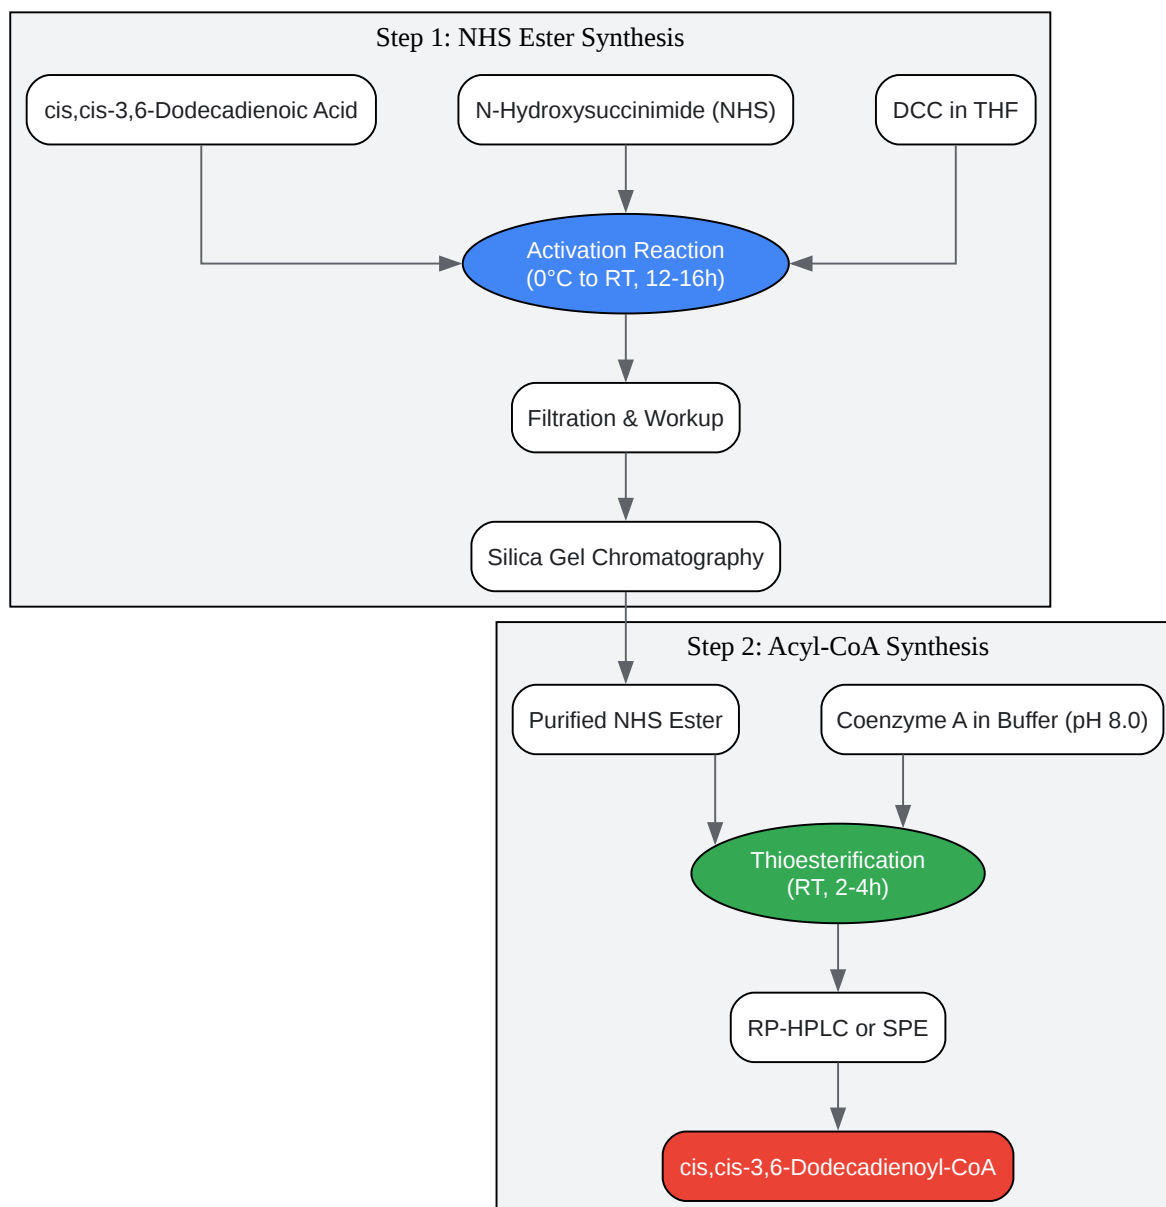 Step 1: NHS Ester Synthesis
cis,cis-3,6-Dodecadienoic Acid
N-Hydroxysuccinimide (NHS)
DCC in THF
Activation Reaction
(0°C to RT, 12-16h)
Filtration & Workup
Silica Gel Chromatography
Step 2: Acyl-CoA Synthesis
Purified NHS Ester
Coenzyme A in Buffer (pH 8.0)
Thioesterification
(RT, 2-4h)
RP-HPLC or SPE
cis,cis-3,6-Dodecadienoyl-CoA